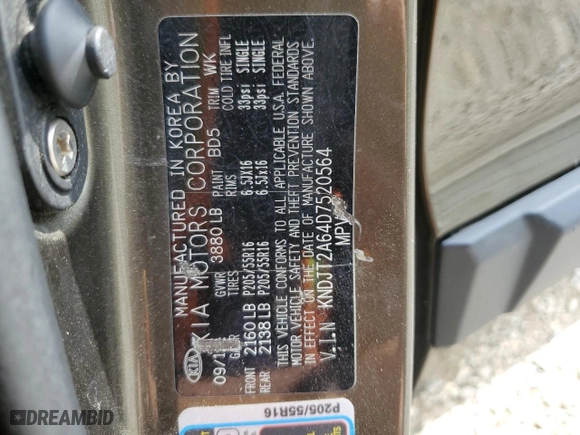 MANUFACTURED IN KOREA BY
KIA KIA MOTORS CORPORATION
GVWR 3880 LB PAINT BD5 TRIM WK
GAWR TIRES RIMS COLD TIRE INFL
FRONT 2160 LB P205/55R16 6.5JX16 33psi SINGLE
REAR 2138 LB P205/55R16 6.5JX16 33psi SINGLE
THIS VEHICLE CONFORMS TO ALL APPLICABLE U.S.A. FEDERAL
MOTOR VEHICLE SAFETY AND THEFT PREVENTION STANDARDS
IN EFFECT ON THE DATE OF MANUFACTURE SHOWN ABOVE.
V.I.N KNDJT2A64D7520564
MPV
P205/55R16
DREAMBID